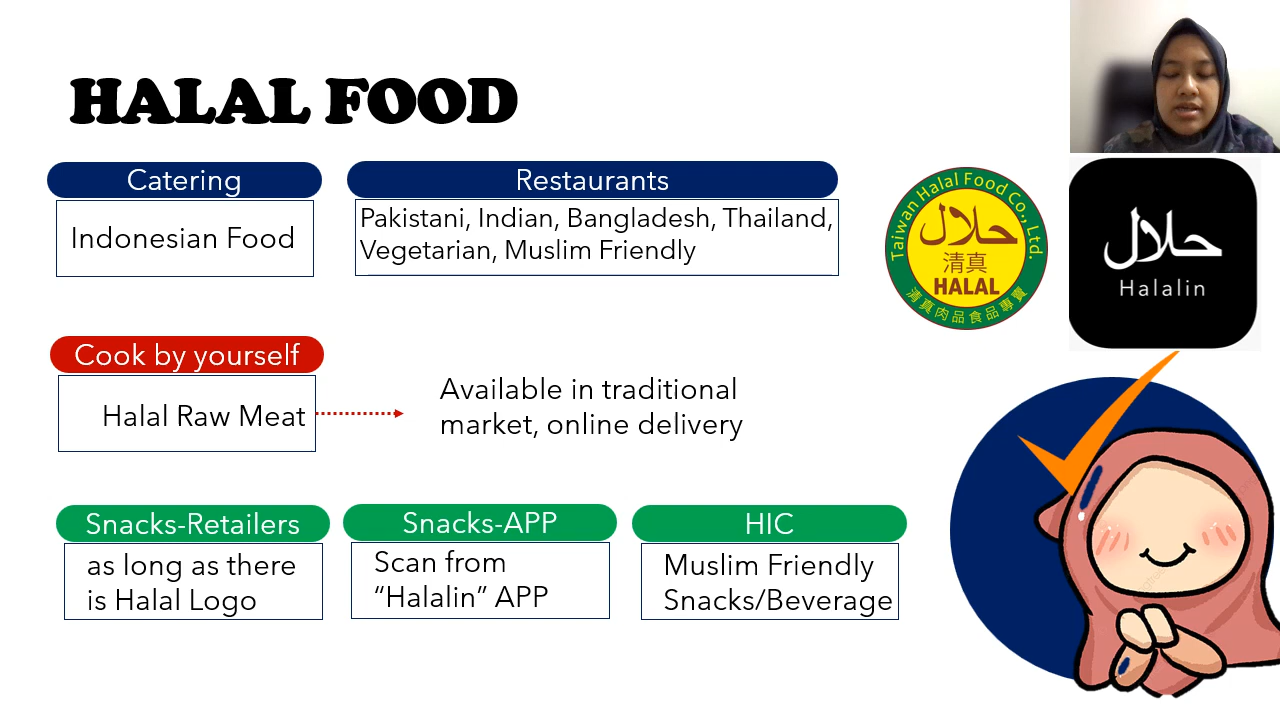 HALAL FOOD
Catering
Indonesian Food
Restaurants
Pakistani, Indian, Bangladesh, Thailand,
Vegetarian, Muslim Friendly
Taiwan Halal Food Co., Ltd.
حلال
清真
HALAL
清真肉品食品專賣
حلال
Halalin
Cook by yourself
Halal Raw Meat
Available in traditional
market, online delivery
Snacks-Retailers
as long as there
is Halal Logo
Snacks-APP
Scan from
“Halalin” APP
HIC
Muslim Friendly
Snacks/Beverage